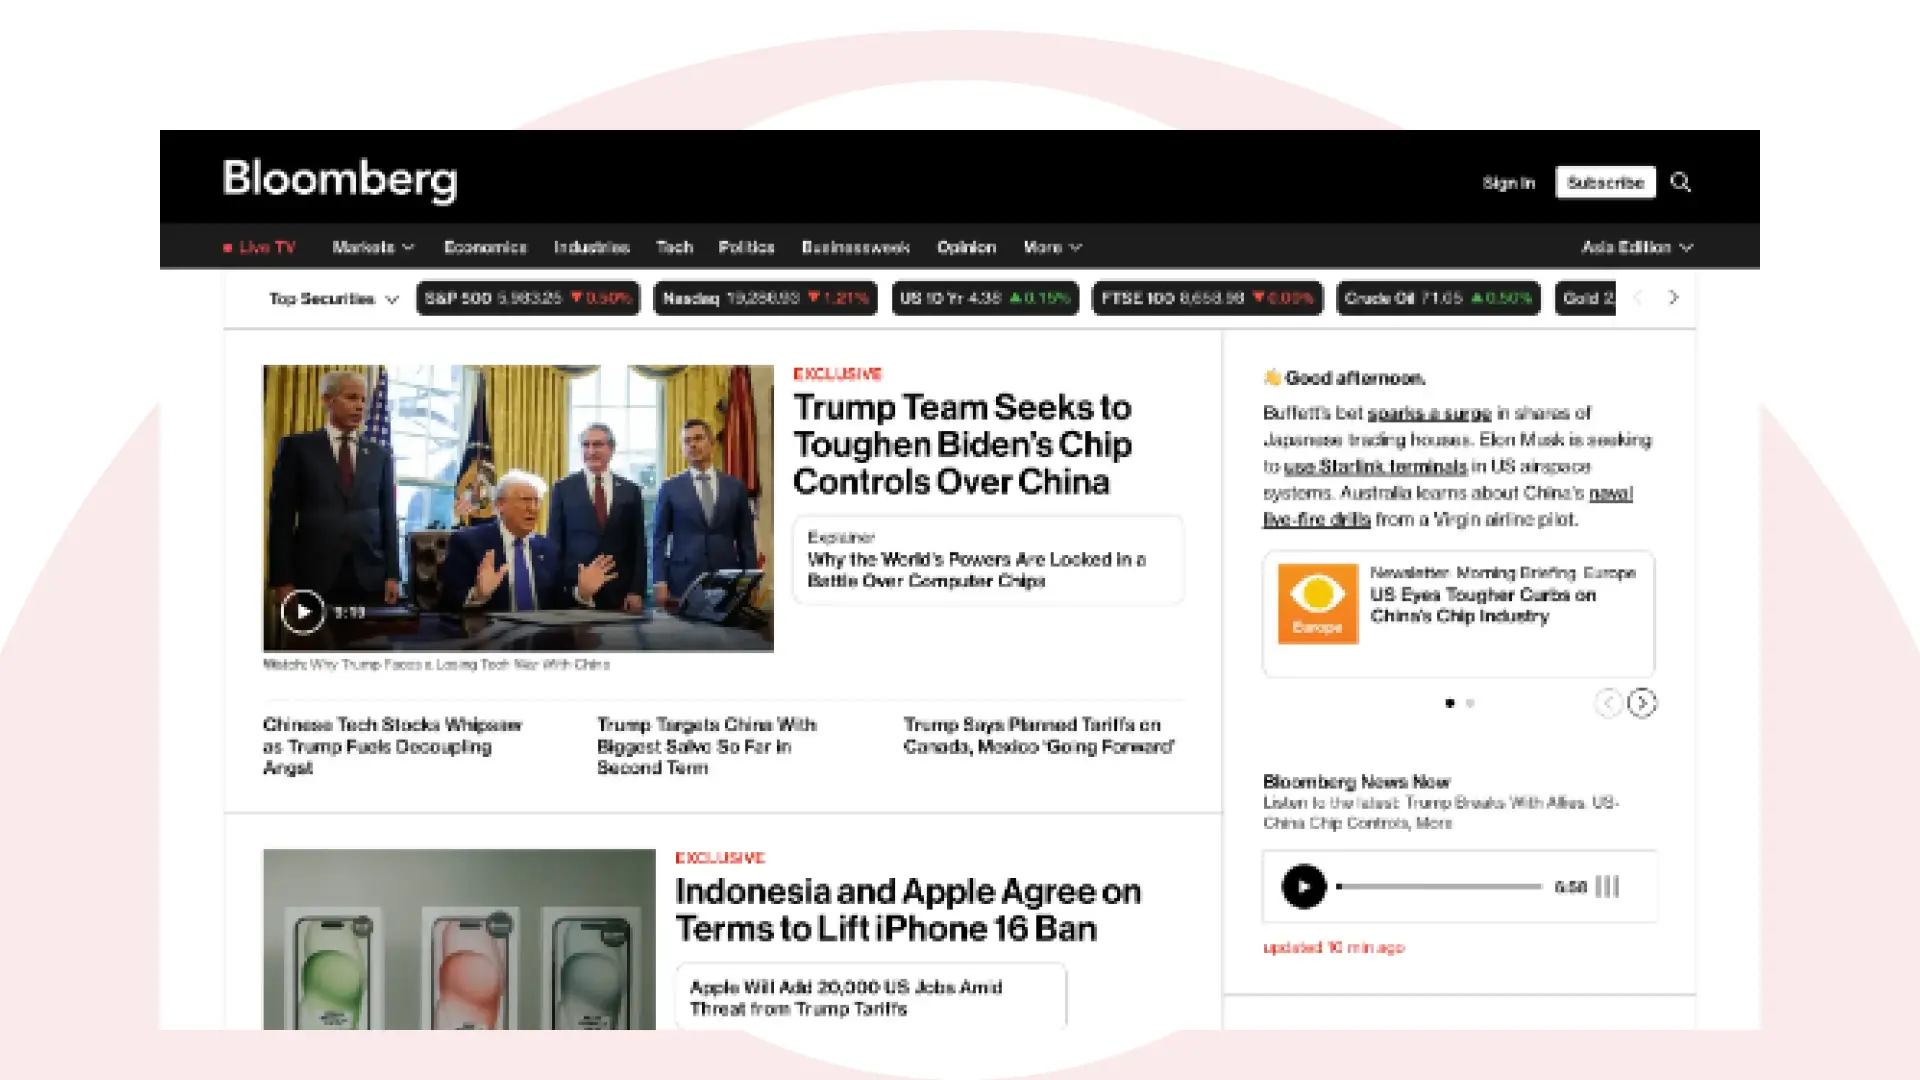 Bloomberg
Sign In
Subscribe
Live TV
Markets
Economics
Industries
Tech
Politics
Businessweek
Opinion
More
Asia Edition
Top Securities
S&P 500 5,983.25 ▼0.50%
Nasdaq 19,286.93 ▼1.21%
US 10 Yr 4.38 ▲0.15%
FTSE 100 8,658.98 ▼0.00%
Crude Oil 71.05 ▲0.50%
Gold 2,
EXCLUSIVE
Trump Team Seeks to
Toughen Biden's Chip
Controls Over China
Explainer
Why the World's Powers Are Locked in a
Battle Over Computer Chips
Watch: Why Trump Faces a Losing Tech War With China
Chinese Tech Stocks Whipsaw
as Trump Fuels Decoupling
Angst
Trump Targets China With
Biggest Salvo So Far in
Second Term
Trump Says Planned Tariffs on
Canada, Mexico 'Going Forward'
EXCLUSIVE
Indonesia and Apple Agree on
Terms to Lift iPhone 16 Ban
Apple Will Add 20,000 US Jobs Amid
Threat from Trump Tariffs
👋 Good afternoon.
Buffett's bet sparks a surge in shares of
Japanese trading houses. Elon Musk is seeking
to use Starlink terminals in US airspace
systems. Australia learns about China's naval
live-fire drills from a Virgin airline pilot.
Europe
Newsletter: Morning Briefing: Europe
US Eyes Tougher Curbs on
China's Chip Industry
Bloomberg News Now
Listen to the latest: Trump Breaks With Allies, US-
China Chip Controls, More
6:58
updated 10 min ago